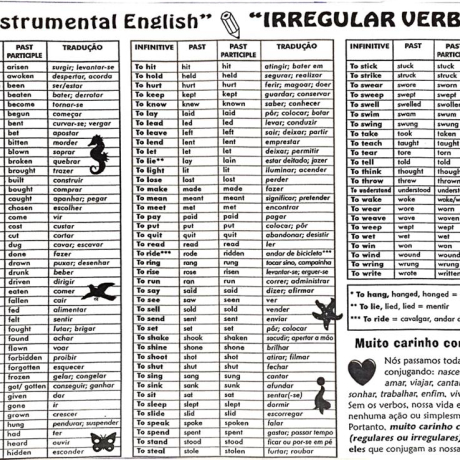 strumental English" "IRREGULAR VERB
PAST PARTICIPLE TRADUÇÃO
arisen surgir; levantar-se
awoken despertar, acorda
been ser/estar
beaten bater; derrotar
become tornar-se
begun começar
bent curvar-se; vergar
bet apostar
bitten morder
blown soprar
broken quebrar
brought trazer
built construir
bought comprar
caught apanhar; pegar
chosen escolher
come vir
cost custar
cut cortar
dug cavar; escavar
done fazer
drawn puxar; desenhar
drunk beber
driven dirigir
eaten comer
fallen cair
fed alimentar
felt sentir
fought lutar; brigar
found achar
flown voar
forbidden proibir
forgotten esquecer
frozen gelar; congelar
got/ gotten conseguir; ganhar
given dar
gone ir
grown crescer
hung pendurar; suspender
had ter
heard ouvir
hidden esconder
INFINITIVE PAST PAST PARTICIPLE TRADUÇÃO
To hit hit hit atingir; bater em
To hold held held segurar; realizar
To hurt hurt hurt ferir; magoar; doer
To keep kept kept guardar; conservar
To know knew known saber; conhecer
To lay laid laid pôr; colocar; botar
To lead led led levar; conduzir
To leave left left sair; deixar; partir
To lend lent lent emprestar
To let let let deixar; permitir
To lie** lay lain estar deitado; jazer
To light lit lit iluminar; acender
To lose lost lost perder
To make made made fazer
To mean meant meant significar; pretender
To meet met met encontrar
To pay paid paid pagar
To put put put colocar; pôr
To quit quit quit abandonar; desistir
To read read read ler
To ride*** rode ridden andar de bicicleta***
To ring rang rung tocar sino, campainha
To rise rose risen levantar-se; erguer-se
To run ran run correr; administrar
To say said said dizer; afirmar
To see saw seen ver
To sell sold sold vender
To send sent sent enviar
To set set set pôr; colocar
To shake shook shaken sacudir; apertar a mão
To shine shone shone brilhar
To shoot shot shot atirar; filmar
To shut shut shut fechar
To sing sang sung cantar
To sink sank sunk afundar
To sit sat sat sentar(-se)
To sleep slept slept dormir
To slide slid slid escorregar
To speak spoke spoken falar
To spend spent spent gastar; passar tempo
To stand stood stood ficar ou por-se em pé
To steal stole stolen furtar; roubar
INFINITIVE PAST PAST PARTICIPLE
To stick stuck stuck
To strike struck struck
To swear swore sworn
To sweep swept swept
To swell swelled swollen
To swim swam swum
To swing swung swung
To take took taken
To teach taught taught
To tear tore torn
To tell told told
To think thought though
To throw threw thrown
To understand understood understood
To wake woke woke/w
To wear wore worn
To weave wove woven
To weep wept wept
To wet wet wet
To win won won
To wind wound wound
To wring wrung wrung
To write wrote written
* To hang, hanged, hanged =
** To lie, lied, lied = mentir
*** To ride = cavalgar, andar a
Muito carinho co
Nós passamos toda
conjugando: nasce
amar, viajar, canta
sonhar, trabalhar, enfim, viv
Sem os verbos, nossa vida e
nenhuma ação ou simplesm
Portanto, muito carinho c
(regulares ou irregulares)
eles que conjugam as nossa